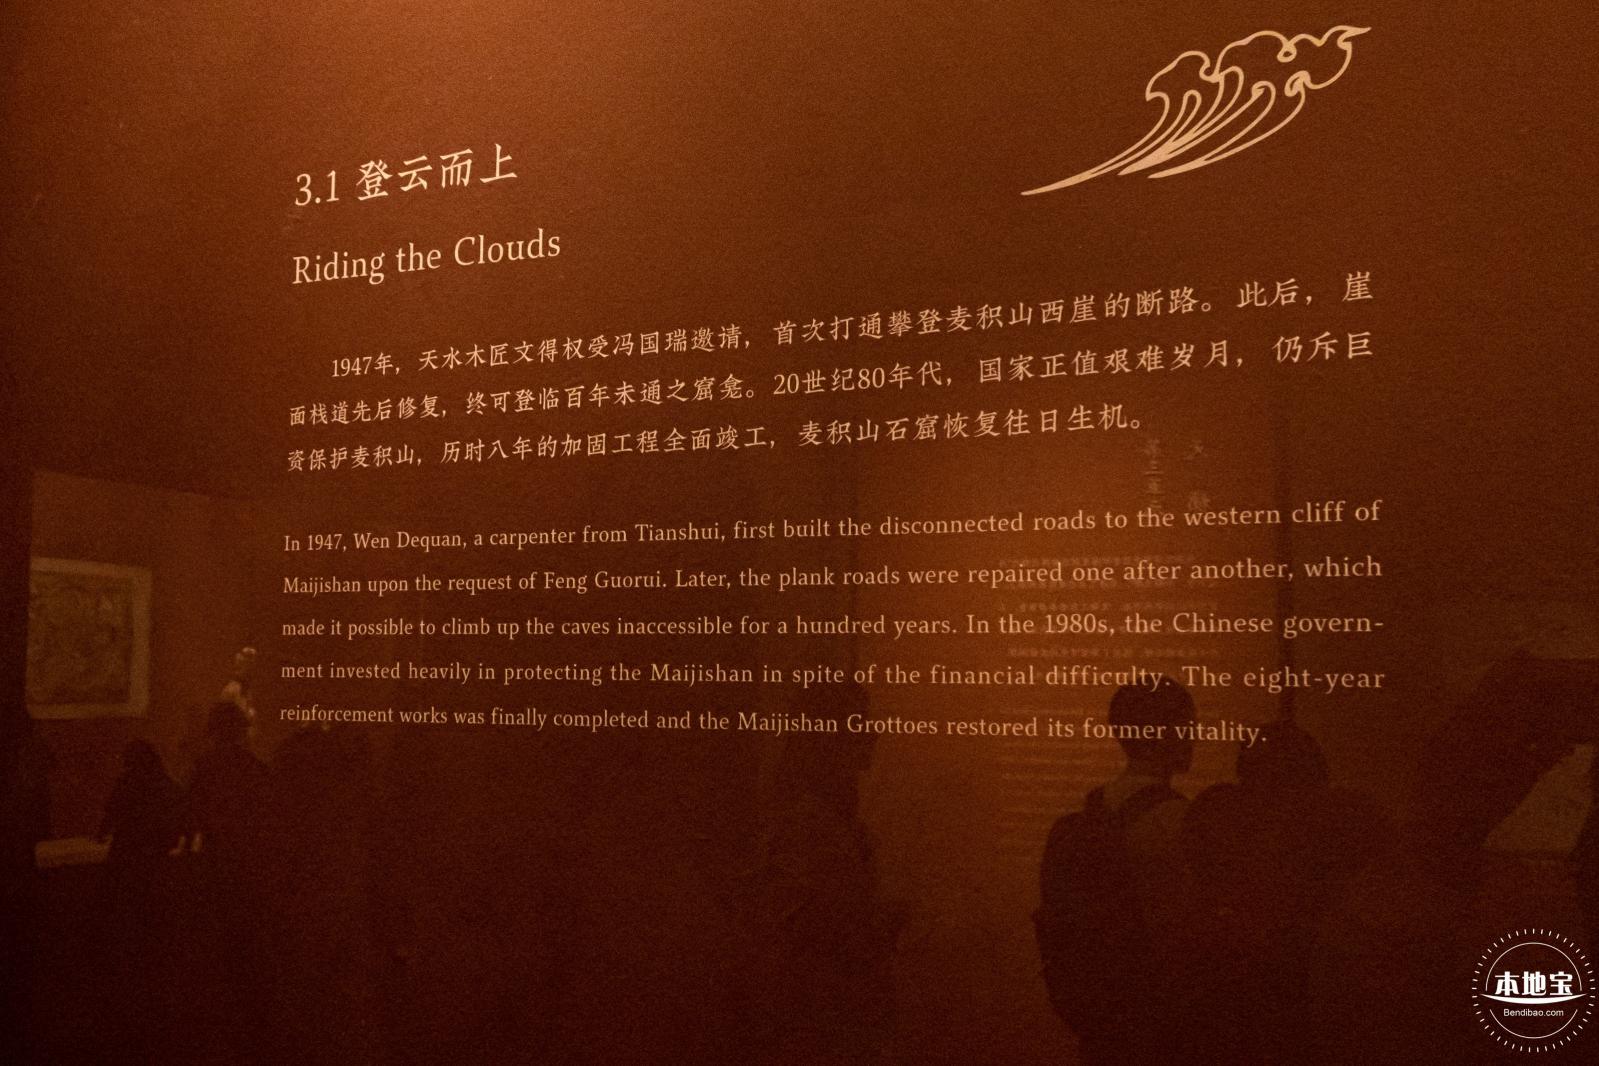 3.1 登云而上
Riding the Clouds
1947年，天水木匠文得权受冯国瑞邀请，首次打通攀登麦积山西崖的断路。此后，崖
面栈道先后修复，终可登临百年未通之窟龛。20世纪80年代，国家正值艰难岁月，仍斥巨
资保护麦积山，历时八年的加固工程全面竣工，麦积山石窟恢复往日生机。
In 1947, Wen Dequan, a carpenter from Tianshui, first built the disconnected roads to the western cliff of
Maijishan upon the request of Feng Guorui. Later, the plank roads were repaired one after another, which
made it possible to climb up the caves inaccessible for a hundred years. In the 1980s, the Chinese govern-
ment invested heavily in protecting the Maijishan in spite of the financial difficulty. The eight-year
reinforcement works was finally completed and the Maijishan Grottoes restored its former vitality.
本地宝
Bendibao.com